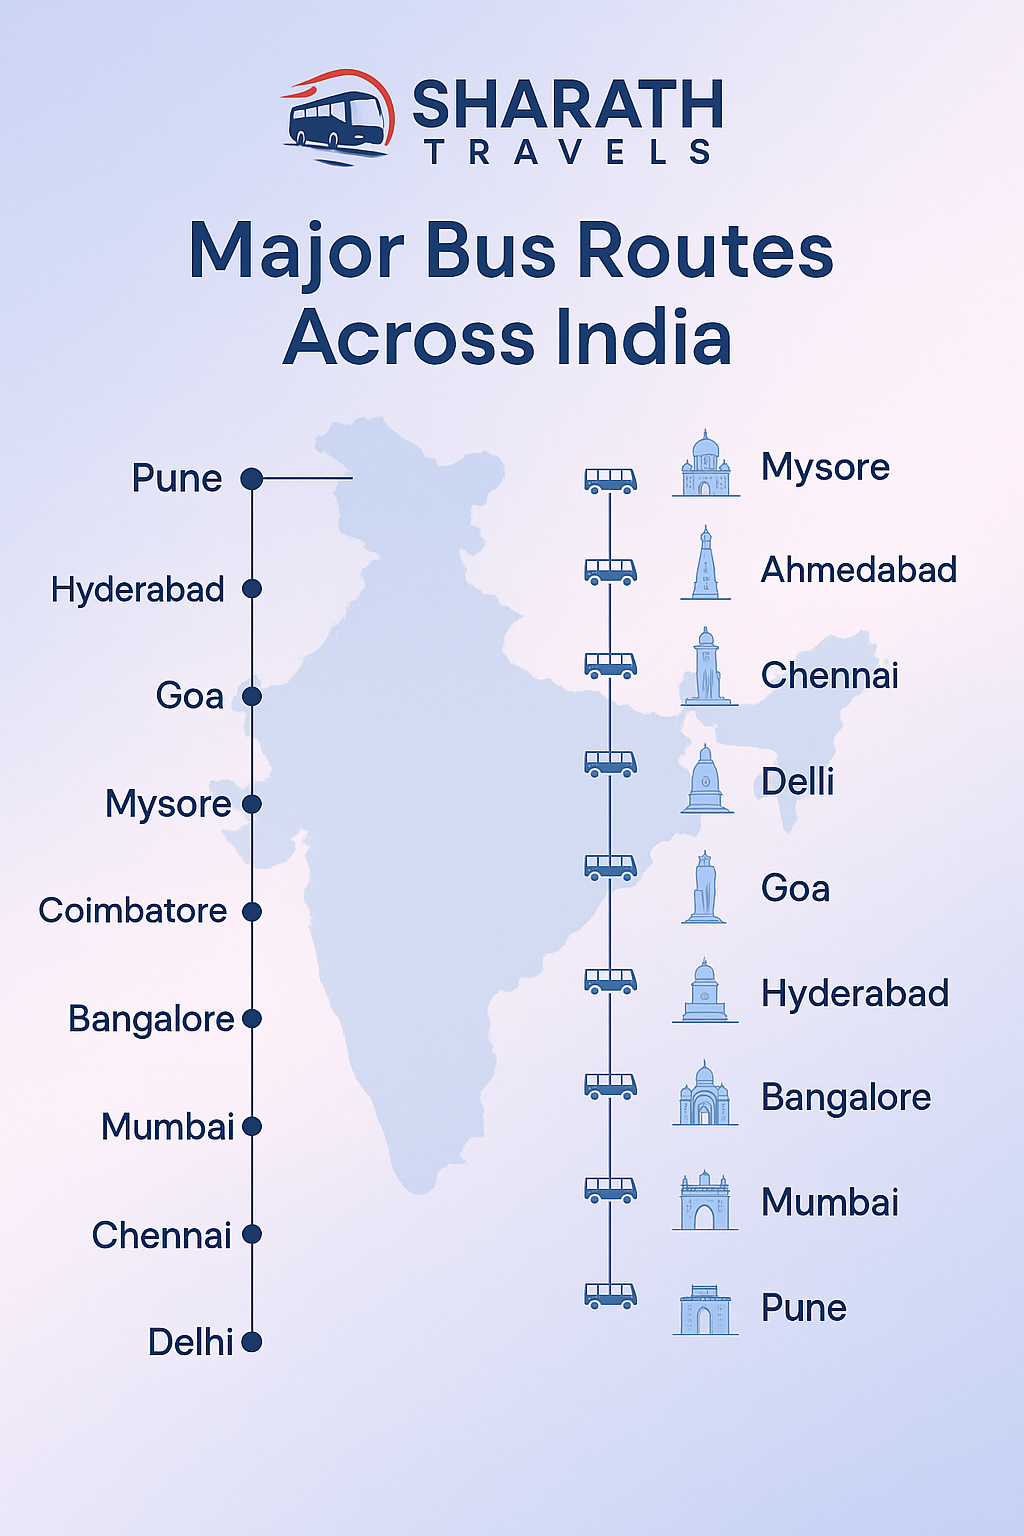 SHARATH
TRAVELS
Major Bus Routes
Across India
Pune
Hyderabad
Goa
Mysore
Coimbatore
Bangalore
Mumbai
Chennai
Delhi
Mysore
Ahmedabad
Chennai
Delli
Goa
Hyderabad
Bangalore
Mumbai
Pune